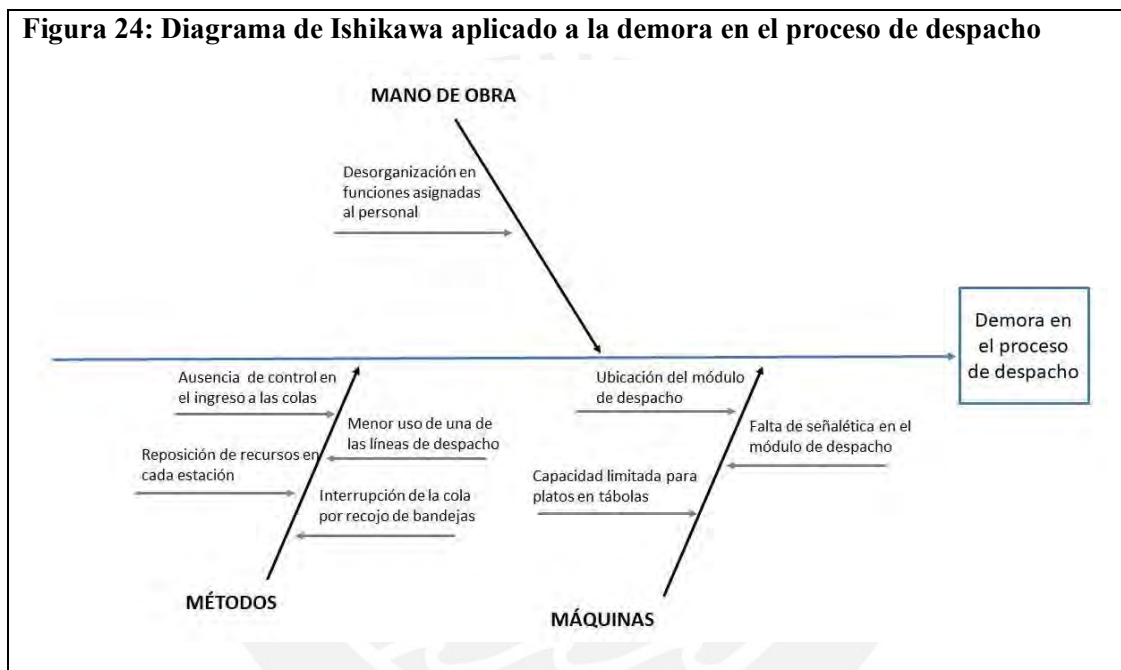 Figura 24: Diagrama de Ishikawa aplicado a la demora en el proceso de despacho
MANO DE OBRA
Desorganización en
funciones asignadas
al personal
Demora en
el proceso
de despacho
Ausencia de control en
el ingreso a las colas
Menor uso de una de
las líneas de despacho
Reposición de recursos en
cada estación
Interrupción de la cola
por recojo de bandejas
MÉTODOS
Ubicación del módulo
de despacho
Falta de señalética en el
módulo de despacho
Capacidad limitada para
platos en tábolas
MÁQUINAS